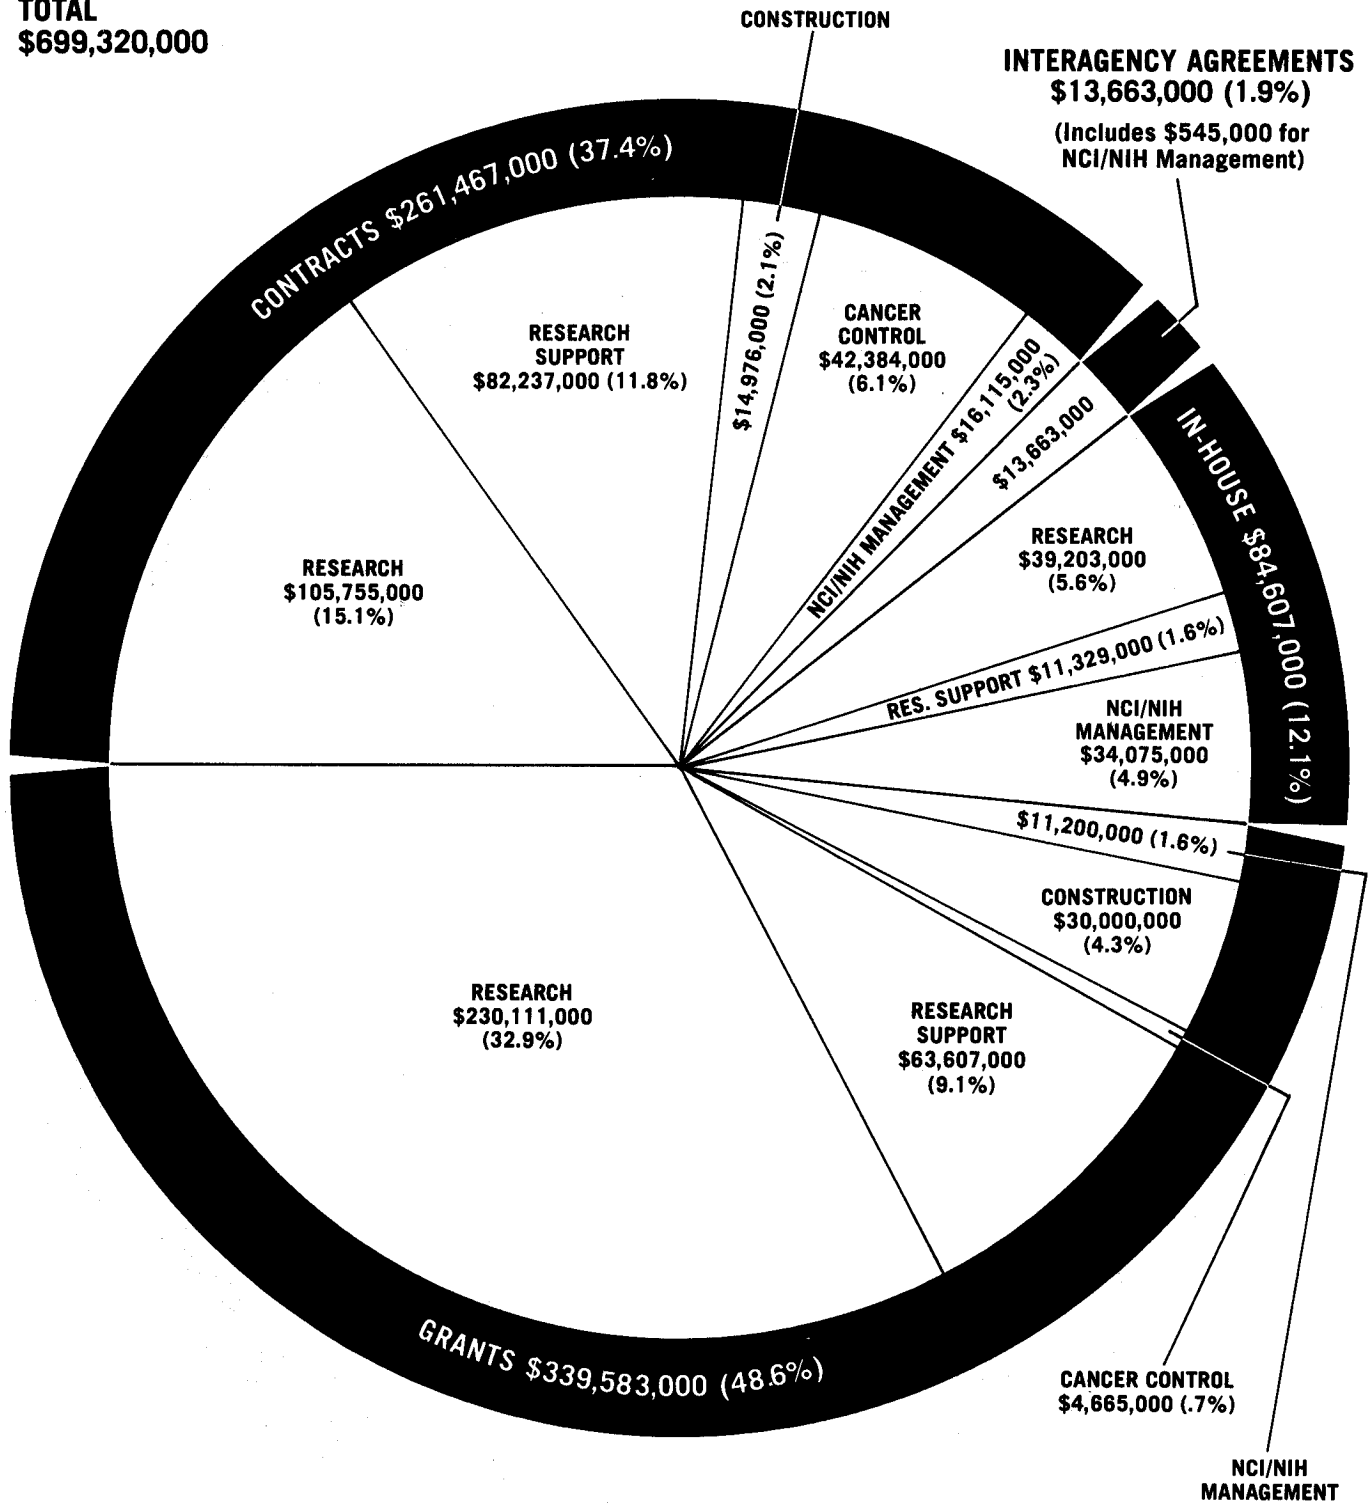 TOTAL
$699,320,000
CONSTRUCTION
INTERAGENCY AGREEMENTS
$13,663,000 (1.9%)
(Includes $545,000 for
NCI/NIH Management)
CONTRACTS $261,467,000 (37.4%)
RESEARCH
SUPPORT
$82,237,000 (11.8%)
$14,976,000 (2.1%)
CANCER
CONTROL
$42,384,000
(6.1%)
NCI/NIH MANAGEMENT $16,115,000
(2.3%)
$13,663,000
IN-HOUSE $84,607,000 (12.1%)
RESEARCH
$39,203,000
(5.6%)
RESEARCH
$105,755,000
(15.1%)
RES. SUPPORT $11,329,000 (1.6%)
NCI/NIH
MANAGEMENT
$34,075,000
(4.9%)
$11,200,000 (1.6%)
CONSTRUCTION
$30,000,000
(4.3%)
RESEARCH
$230,111,000
(32.9%)
RESEARCH
SUPPORT
$63,607,000
(9.1%)
GRANTS $339,583,000 (48.6%)
CANCER CONTROL
$4,665,000 (.7%)
NCI/NIH
MANAGEMENT